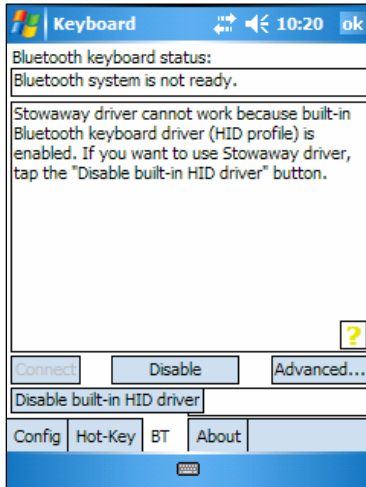 Keyboard 10:20 ok
Bluetooth keyboard status:
Bluetooth system is not ready.
Stowaway driver cannot work because built-in
Bluetooth keyboard driver (HID profile) is
enabled. If you want to use Stowaway driver,
tap the "Disable built-in HID driver" button.
?
Connect Disable Advanced...
Disable built-in HID driver
Config Hot-Key BT About